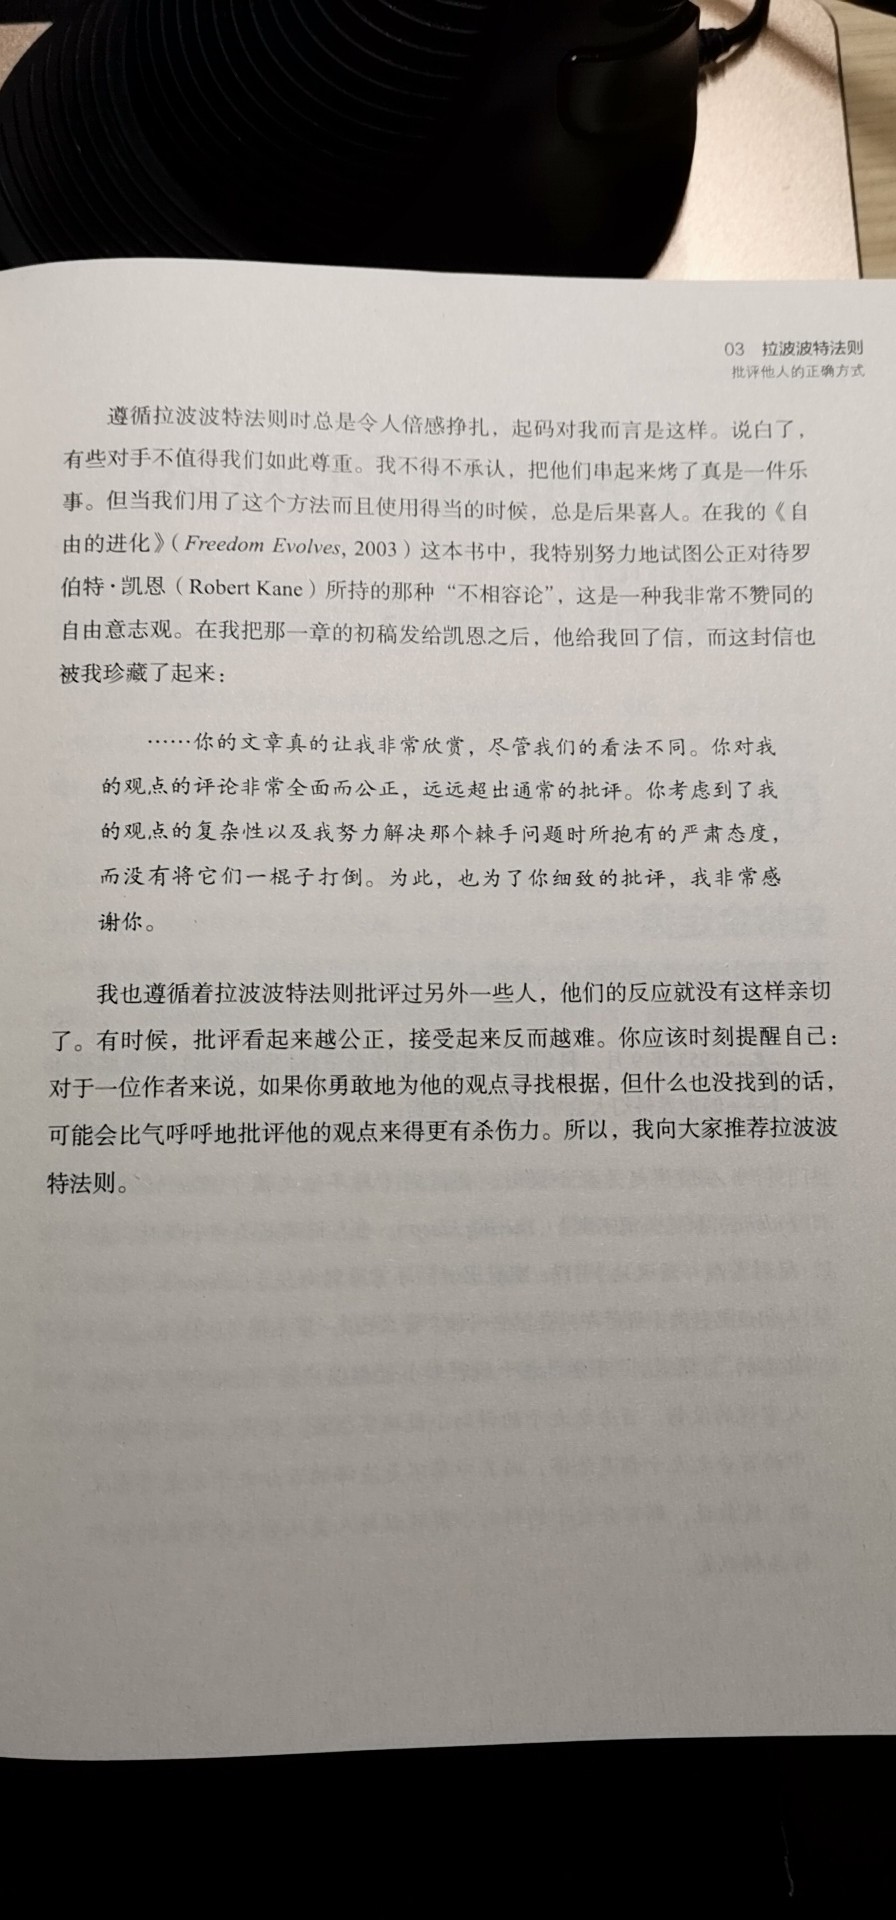 03 拉波波特法则
批评他人的正确方式
遵循拉波波特法则时总是令人倍感挣扎，起码对我而言是这样。说白了，
有些对手不值得我们如此尊重。我不得不承认，把他们串起来烤了真是一件乐
事。但当我们用了这个方法而且使用得当的时候，总是后果喜人。在我的《自
由的进化》（Freedom Evolves, 2003）这本书中，我特别努力地试图公正对待罗
伯特·凯恩（Robert Kane）所持的那种“不相容论”，这是一种我非常不赞同的
自由意志观。在我把那一章的初稿发给凯恩之后，他给我回了信，而这封信也
被我珍藏了起来：
……你的文章真的让我非常欣赏，尽管我们的看法不同。你对我
的观点的评论非常全面而公正，远远超出通常的批评。你考虑到了我
的观点的复杂性以及我努力解决那个棘手问题时所抱有的严肃态度，
而没有将它们一棍子打倒。为此，也为了你细致的批评，我非常感
谢你。
我也遵循着拉波波特法则批评过另外一些人，他们的反应就没有这样亲切
了。有时候，批评看起来越公正，接受起来反而越难。你应该时刻提醒自己：
对于一位作者来说，如果你勇敢地为他的观点寻找根据，但什么也没找到的话，
可能会比气呼呼地批评他的观点来得更有杀伤力。所以，我向大家推荐拉波波
特法则。